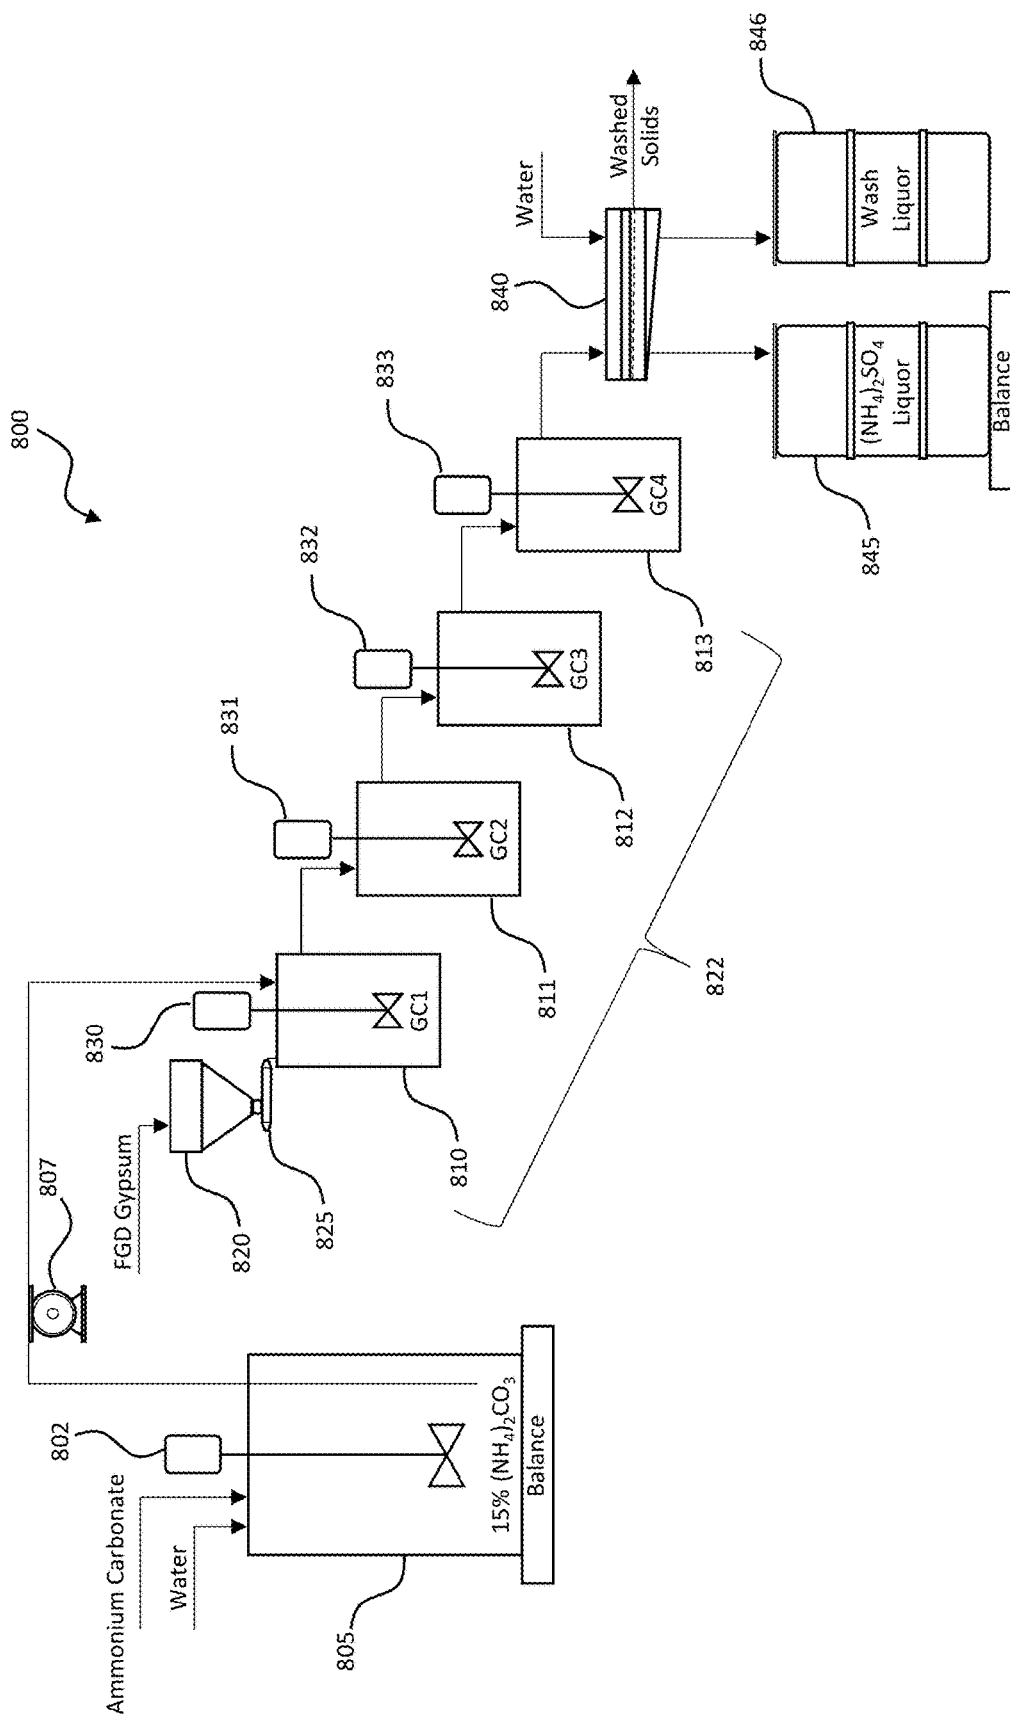 800
Ammonium Carbonate
Water
802
805
15% (NH₄)₂CO₃
Balance
807
FGD Gypsum
820
825
830
GC1
810
831
GC2
811
832
GC3
812
833
GC4
813
822
840
Water
Washed
Solids
(NH₄)₂SO₄
Liquor
Balance
845
Wash
Liquor
846